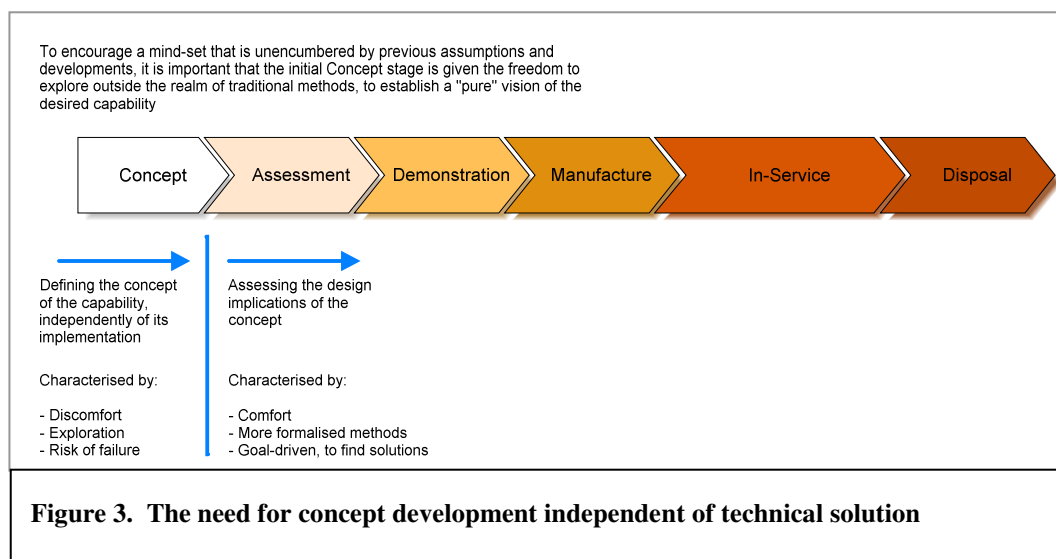 To encourage a mind-set that is unencumbered by previous assumptions and
developments, it is important that the initial Concept stage is given the freedom to
explore outside the realm of traditional methods, to establish a "pure" vision of the
desired capability
Concept
Assessment
Demonstration
Manufacture
In-Service
Disposal
Defining the concept
of the capability,
independently of its
implementation
Characterised by:
- Discomfort
- Exploration
- Risk of failure
Assessing the design
implications of the
concept
Characterised by:
- Comfort
- More formalised methods
- Goal-driven, to find solutions
Figure 3. The need for concept development independent of technical solution